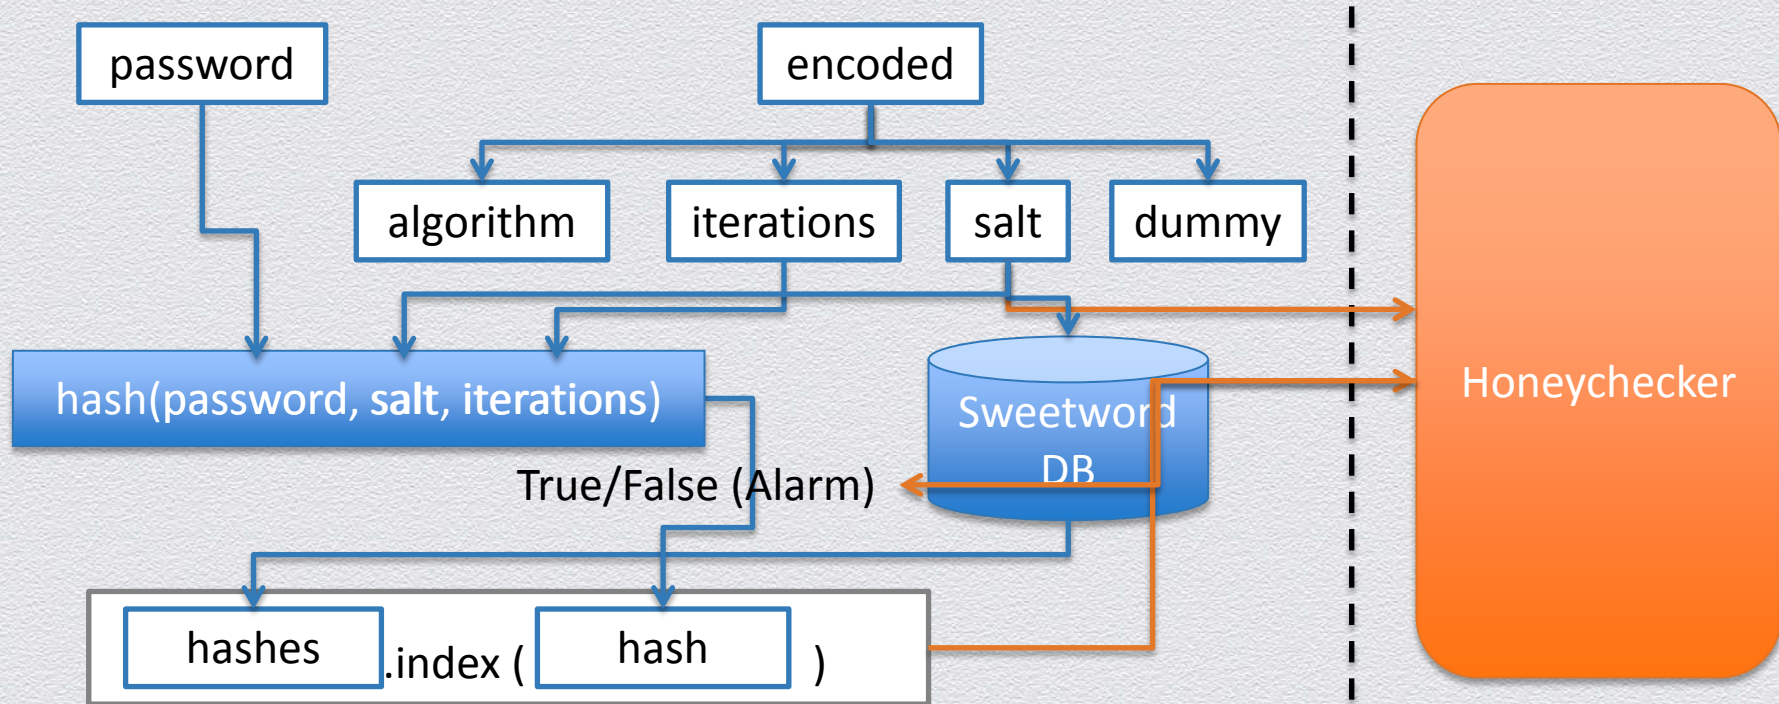 password
encoded
algorithm
iterations
salt
dummy
hash(password, salt, iterations)
Sweetword
DB
Honeychecker
True/False (Alarm)
hashes
.index (
hash
)